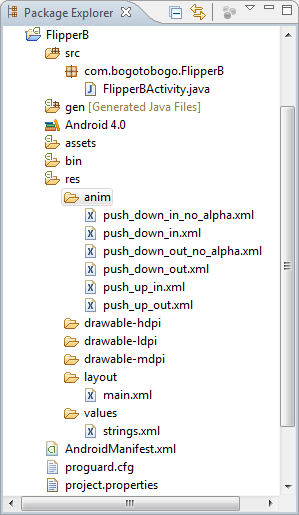 Package Explorer
FlipperB
src
com.bogotobogo.FlipperB
FlipperBActivity.java
gen [Generated Java Files]
Android 4.0
assets
bin
res
anim
push_down_in_no_alpha.xml
push_down_in.xml
push_down_out_no_alpha.xml
push_down_out.xml
push_up_in.xml
push_up_out.xml
drawable-hdpi
drawable-ldpi
drawable-mdpi
layout
main.xml
values
strings.xml
AndroidManifest.xml
proguard.cfg
project.properties